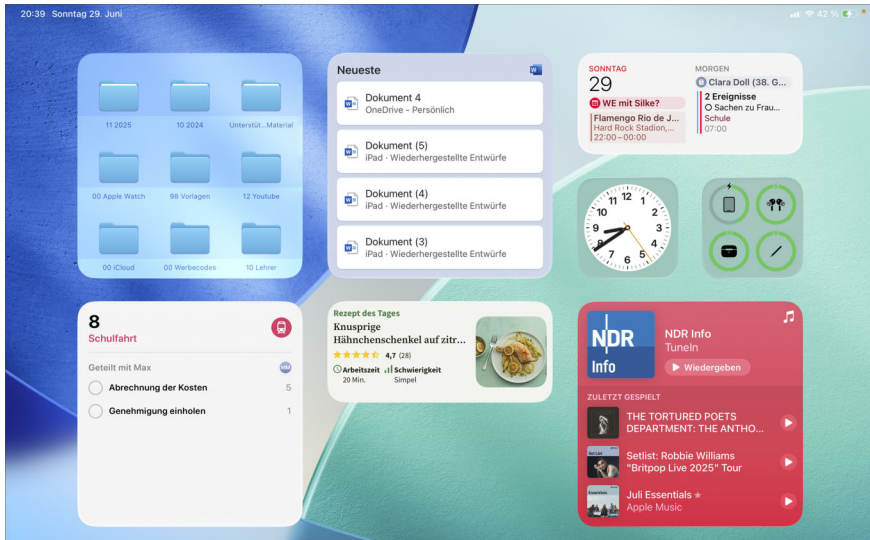 20:39 Sonntag 29. Juni
42 %
11 2025
10 2024
Unterstüt...Material
00 Apple Watch
98 Vorlagen
12 Youtube
00 iCloud
00 Werbecodes
10 Lehrer
Neueste
Dokument 4
OneDrive - Persönlich
Dokument (5)
iPad · Wiederhergestellte Entwürfe
Dokument (4)
iPad · Wiederhergestellte Entwürfe
Dokument (3)
iPad · Wiederhergestellte Entwürfe
SONNTAG
29
WE mit Silke?
Flamengo Rio de J...
Hard Rock Stadion,...
22:00–00:00
MORGEN
Clara Doll (38. G...
2 Ereignisse
Sachen zu Frau...
Schule
07:00
12
1
2
3
4
5
6
7
8
9
10
11
8
Schulfahrt
Geteilt mit Max
MM
Abrechnung der Kosten 5
Genehmigung einholen 1
Rezept des Tages
Knusprige
Hähnchenschenkel auf zitr...
4,7 (28)
Arbeitszeit
20 Min.
Schwierigkeit
Simpel
NDR
Info
NDR Info
TuneIn
Wiedergeben
ZULETZT GESPIELT
THE TORTURED POETS
DEPARTMENT: THE ANTHO...
Set List
Setlist: Robbie Williams
"Britpop Live 2025" Tour
Essentials
Juli Essentials ★
Apple Music